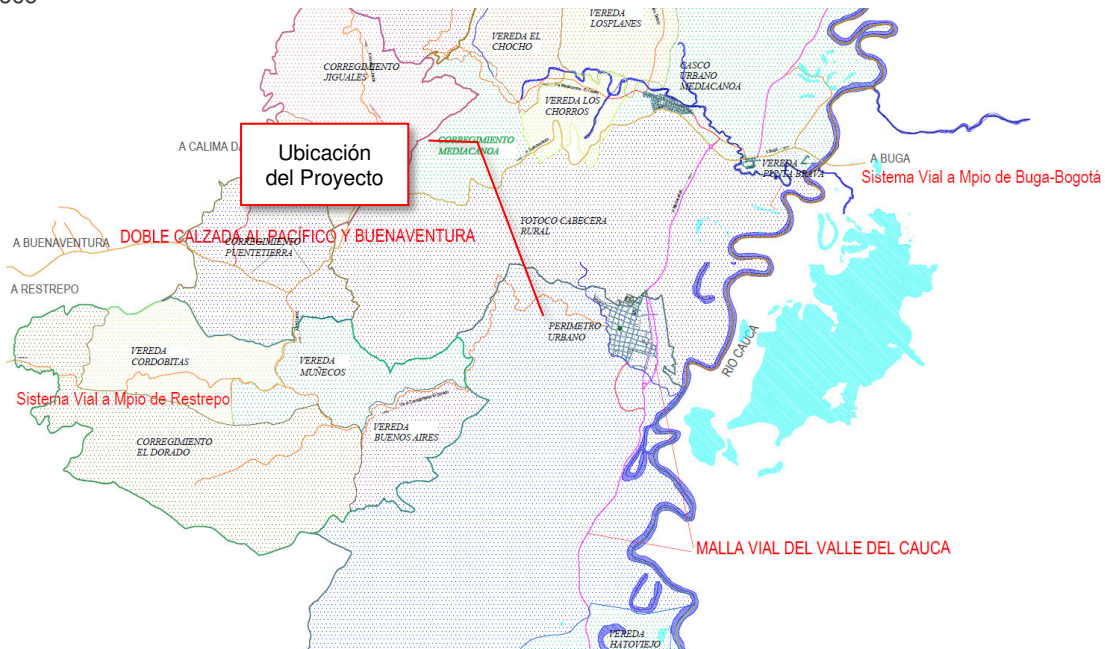 VEREDA
LOSPLANES
VEREDA EL
CHOCHO
CORREGIMIENTO
JIGUALES
CASCO
URBANO
MEDIACANOA
VEREDA LOS
CHORROS
A CALIMA DA
Ubicación
del Proyecto
CORREGIMIENTO
MEDIACANOA
VEREDA
PUNTA BRAVA
A BUGA
Sistema Vial a Mpio de Buga-Bogotá
YOTOCO CABECERA
RURAL
A BUENAVENTURA
DOBLE CALZADA AL PACÍFICO Y BUENAVENTURA
CORREGIMIENTO
PUENTETIERRA
A RESTREPO
PERIMETRO
URBANO
RIO CAUCA
VEREDA
CORDOBITAS
VEREDA
MUÑECOS
Sistema Vial a Mpio de Restrepo
VEREDA
BUENOS AIRES
CORREGIMIENTO
EL DORADO
MALLA VIAL DEL VALLE DEL CAUCA
VEREDA
HATOVIEJO